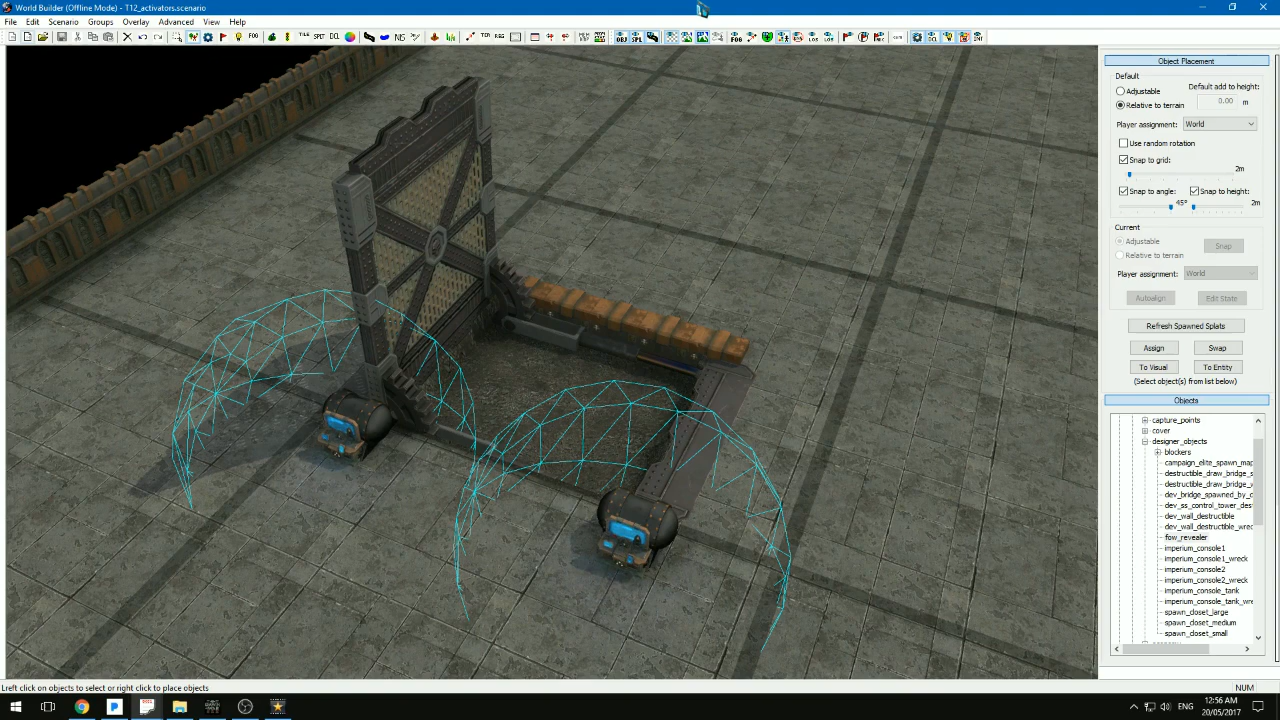 World Builder (Offline Mode) - T12_activators.scenario
File Edit Scenario Groups Overlay Advanced View Help
Object Placement
Default
Adjustable
Default add to height:
Relative to terrain
0.00 m
Player assignment: World
Use random rotation
Snap to grid:
2m
Snap to angle:
Snap to height:
45°
2m
Current
Adjustable
Snap
Relative to terrain
Player assignment: World
Autoalign
Edit State
Refresh Spawned Splats
Assign
Swap
To Visual
To Entity
(Select object(s) from list below)
Objects
capture_points
cover
designer_objects
blockers
campaign_elite_spawn_map
destructible_draw_bridge_s
destructible_draw_bridge_
dev_bridge_spawned_by_c
dev_ss_control_tower_des
dev_wall_destructible
dev_wall_destructible_wrec
fow_revealer
imperium_console1
imperium_console1_wreck
imperium_console2
imperium_console2_wreck
imperium_console_tank
imperium_console_tank_wre
spawn_closet_large
spawn_closet_medium
spawn_closet_small
Lreft click on objects to select or right click to place objects
NUM
ENG
12:56 AM
20/05/2017